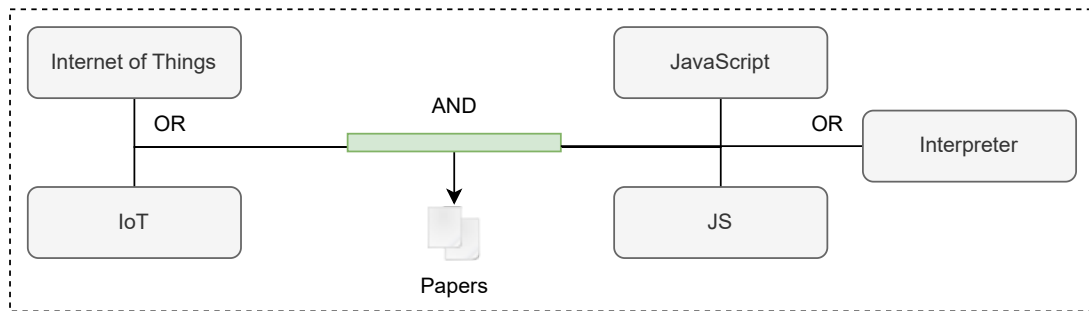 Internet of Things
JavaScript
AND
OR
OR
Interpreter
IoT
JS
Papers